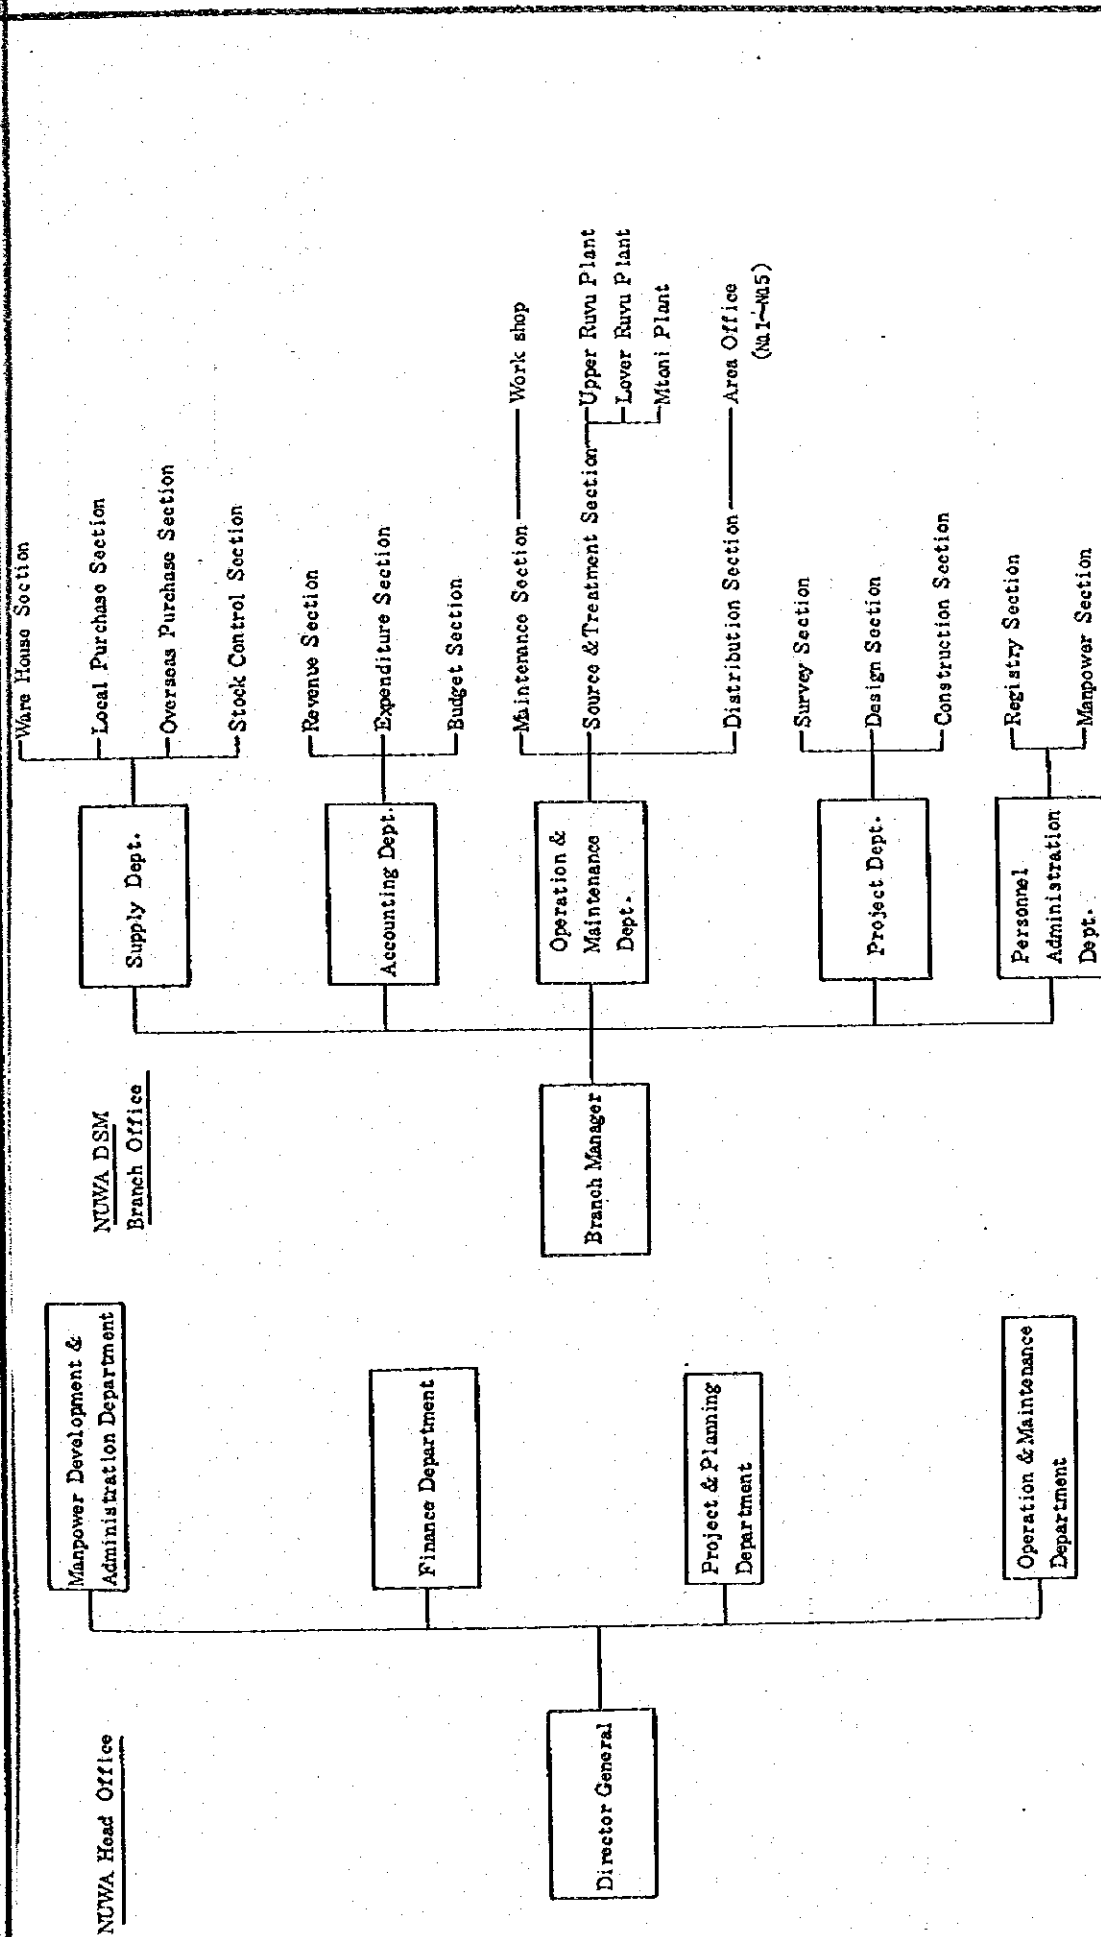 NUWA Head Office
Director General
Manpower Development &
Administration Department
Finance Department
Project & Planning
Department
Operation & Maintenance
Department
NUWA DSM
Branch Office
Branch Manager
Supply Dept.
Ware House Section
Local Purchase Section
Overseas Purchase Section
Stock Control Section
Accounting Dept.
Revenue Section
Expenditure Section
Budget Section
Operation &
Maintenance
Dept.
Maintenance Section
Work shop
Source & Treatment Section
Upper Ruvu Plant
Lover Ruvu Plant
Mtoni Plant
Distribution Section
Area Office
(No.1~No.5)
Project Dept.
Survey Section
Design Section
Construction Section
Personnel
Administration
Dept.
Registry Section
Manpower Section